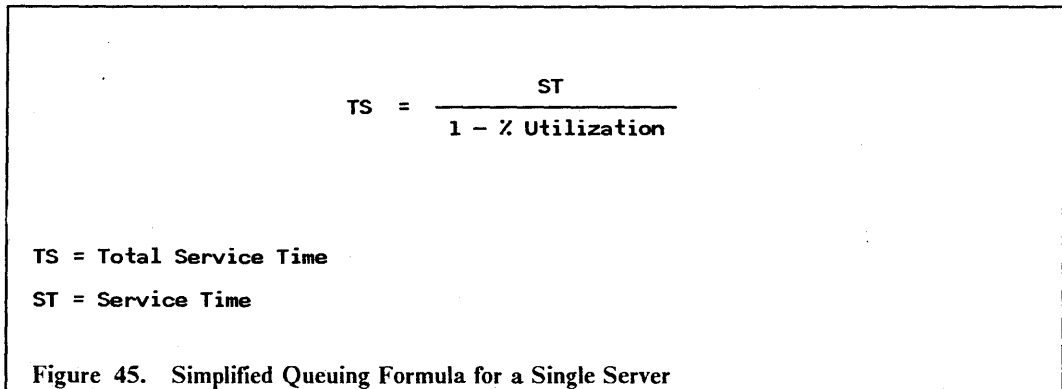 ST
TS =
1 – % Utilization
TS = Total Service Time
ST = Service Time
Figure 45. Simplified Queuing Formula for a Single Server